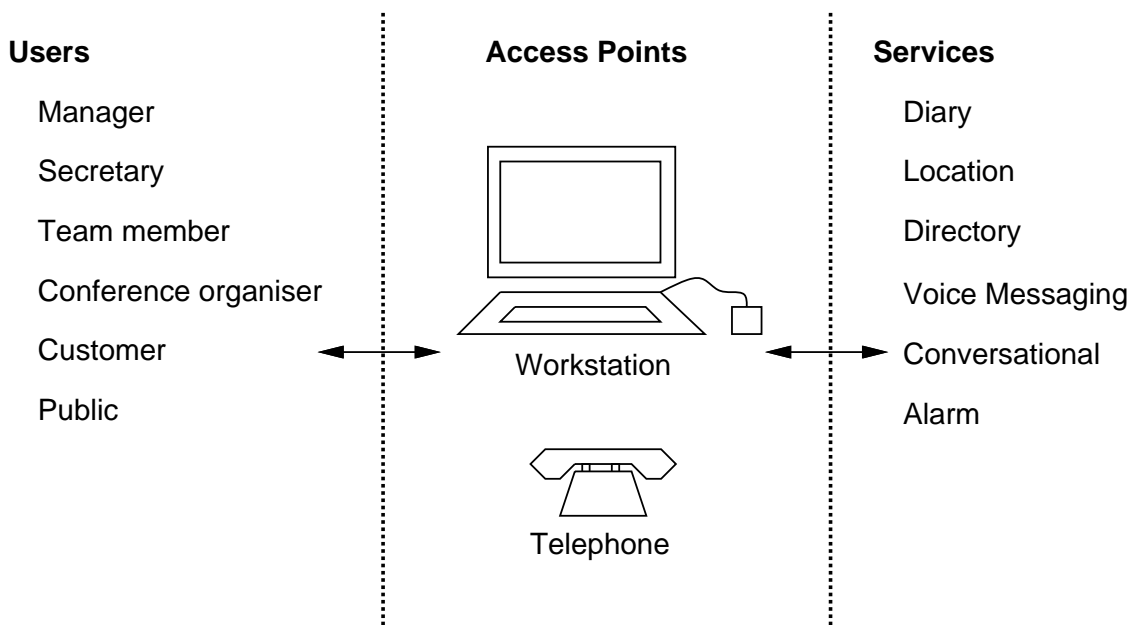 Users
Manager
Secretary
Team member
Conference organiser
Customer
Public
Access Points
Workstation
Telephone
Services
Diary
Location
Directory
Voice Messaging
Conversational
Alarm